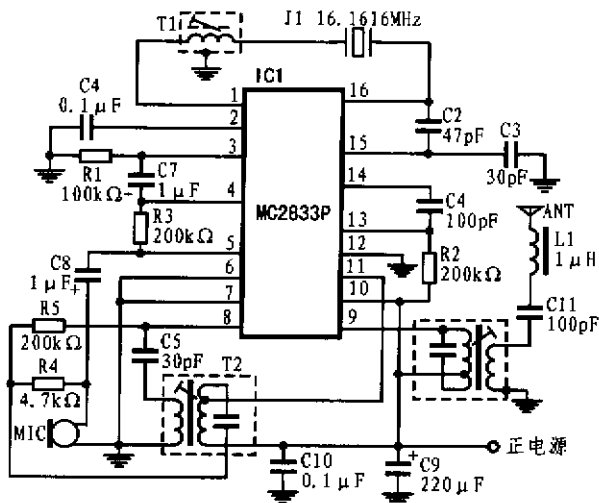 T1
J1 16.1616MHz
IC1
C4
0.1μF
1
16
2
C2
47pF
3
15
C3
30pF
R1
100kΩ
C7
1μF
+
14
4
MC2833P
C4
100pF
ANT
13
R3
200kΩ
12
L1
1μH
5
11
R2
200kΩ
C8
1μF
+
6
10
7
C11
100pF
R5
200kΩ
8
9
C5
30pF
T2
R4
4.7kΩ
MIC
正电源
C10
0.1μF
+
C9
220μF